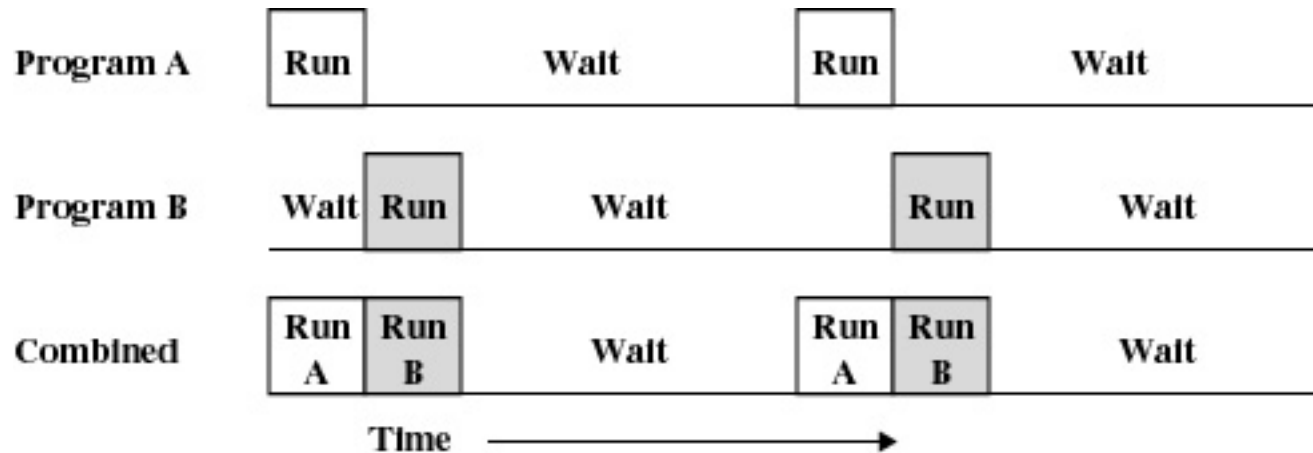 Program A Run Wait Run Wait
Program B Wait Run Wait Run Wait
Combined Run A Run B Wait Run A Run B Wait
Time